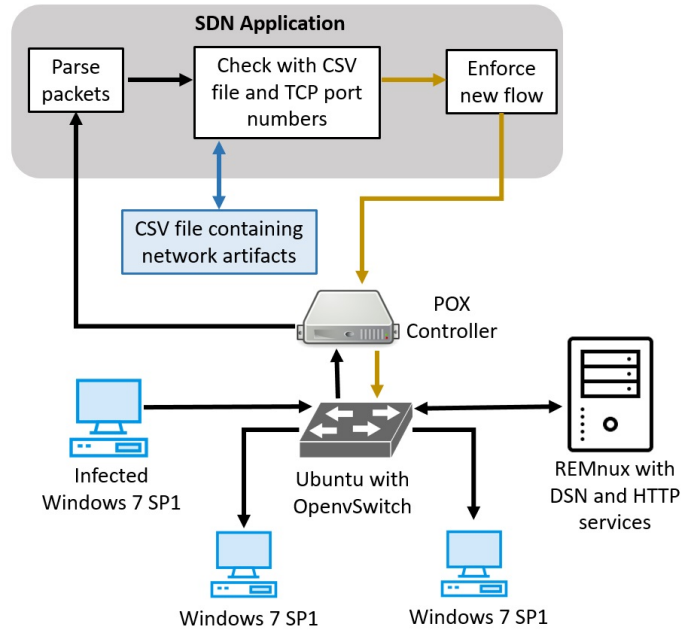 SDN Application
Parse
packets
Check with CSV
file and TCP port
numbers
Enforce
new flow
CSV file containing
network artifacts
POX
Controller
Infected
Windows 7 SP1
Ubuntu with
OpenvSwitch
REMnux with
DSN and HTTP
services
Windows 7 SP1
Windows 7 SP1